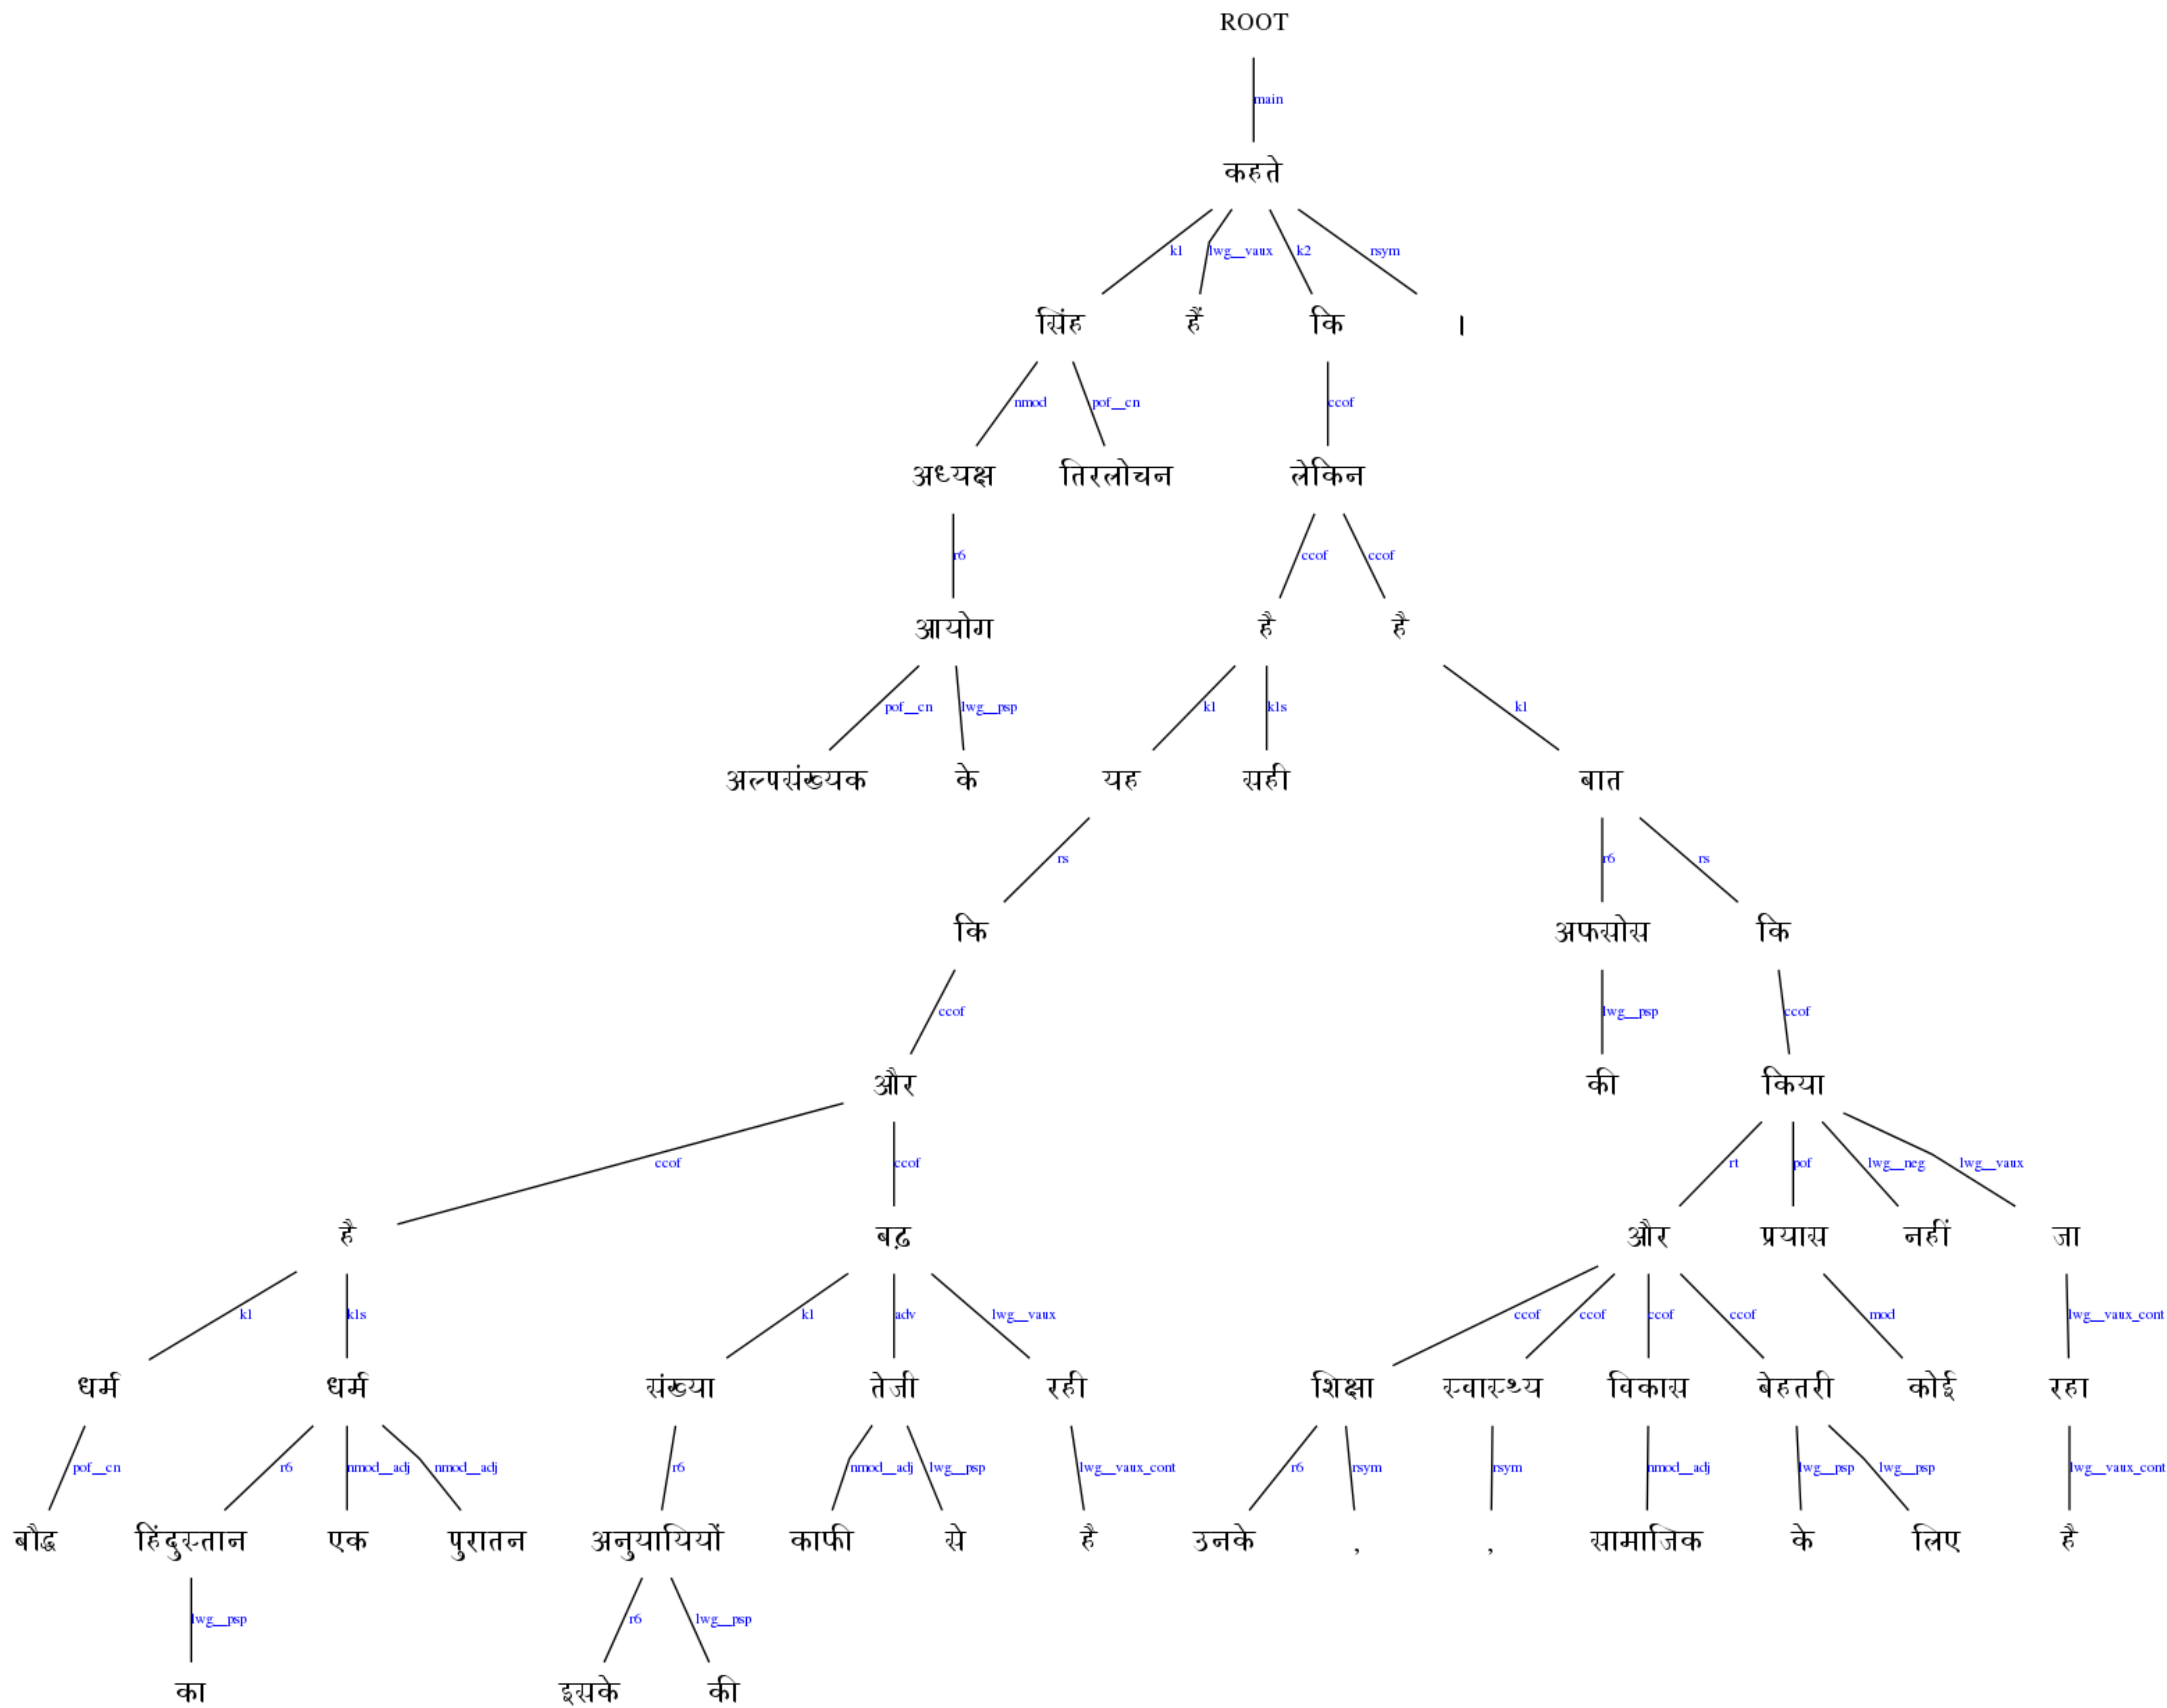 ROOT
main
कहते
k1 lwg__vaux k2 rsym
सिंह हैं कि ।
nmod pof__cn ccof
अध्यक्ष तिरलोचन लेकिन
r6 ccof ccof
आयोग है है
pof__cn lwg__psp k1 k1s k1
अल्पसंख्यक के यह सही बात
rs r6 rs
कि अफसोस कि
ccof lwg__psp ccof
और की किया
ccof ccof rt pof lwg__neg lwg__vaux
है बढ़ और प्रयास नहीं जा
k1 k1s k1 adv lwg__vaux ccof ccof ccof ccof mod lwg__vaux_cont
धर्म धर्म संख्या तेजी रही शिक्षा स्वास्थ्य विकास बेहतरी कोई रहा
pof__cn r6 nmod__adj nmod__adj r6 nmod__adj lwg__psp lwg__vaux_cont r6 rsym rsym nmod__adj lwg__psp lwg__psp lwg__vaux_cont
बौद्ध हिंदुस्तान एक पुरातन अनुयायियों काफी से है उनके , , सामाजिक के लिए है
lwg__psp r6 lwg__psp
का इसके की